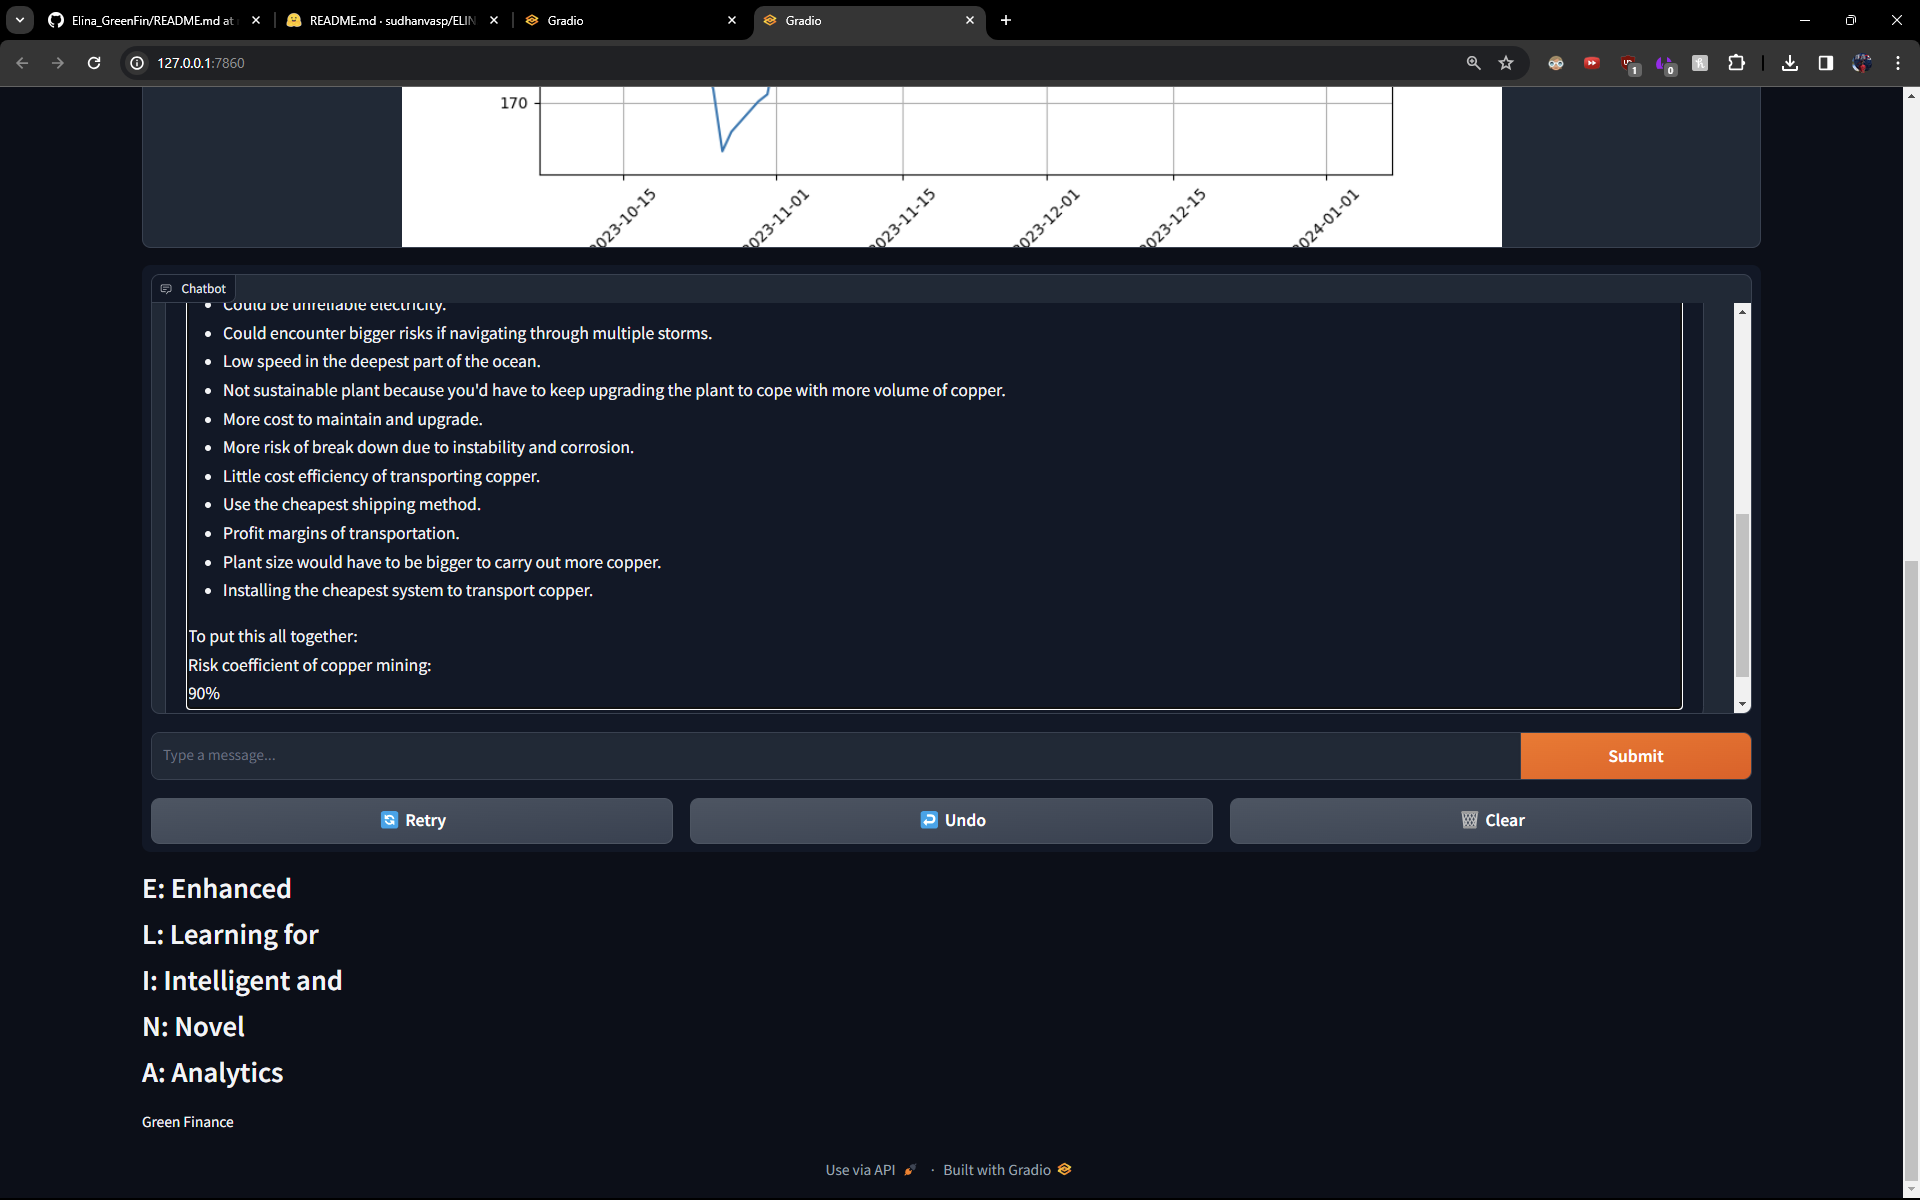 Elina_GreenFin/README.md at
README.md · sudhanvasp/ELIN
Gradio
Gradio
127.0.0.1:7860
1
0
170
2023-10-15
2023-11-01
2023-11-15
2023-12-01
2023-12-15
2024-01-01
Chatbot
Could be unreliable electricity.
Could encounter bigger risks if navigating through multiple storms.
Low speed in the deepest part of the ocean.
Not sustainable plant because you'd have to keep upgrading the plant to cope with more volume of copper.
More cost to maintain and upgrade.
More risk of break down due to instability and corrosion.
Little cost efficiency of transporting copper.
Use the cheapest shipping method.
Profit margins of transportation.
Plant size would have to be bigger to carry out more copper.
Installing the cheapest system to transport copper.
To put this all together:
Risk coefficient of copper mining:
90%
Type a message...
Submit
Retry
Undo
Clear
E: Enhanced
L: Learning for
I: Intelligent and
N: Novel
A: Analytics
Green Finance
Use via API · Built with Gradio